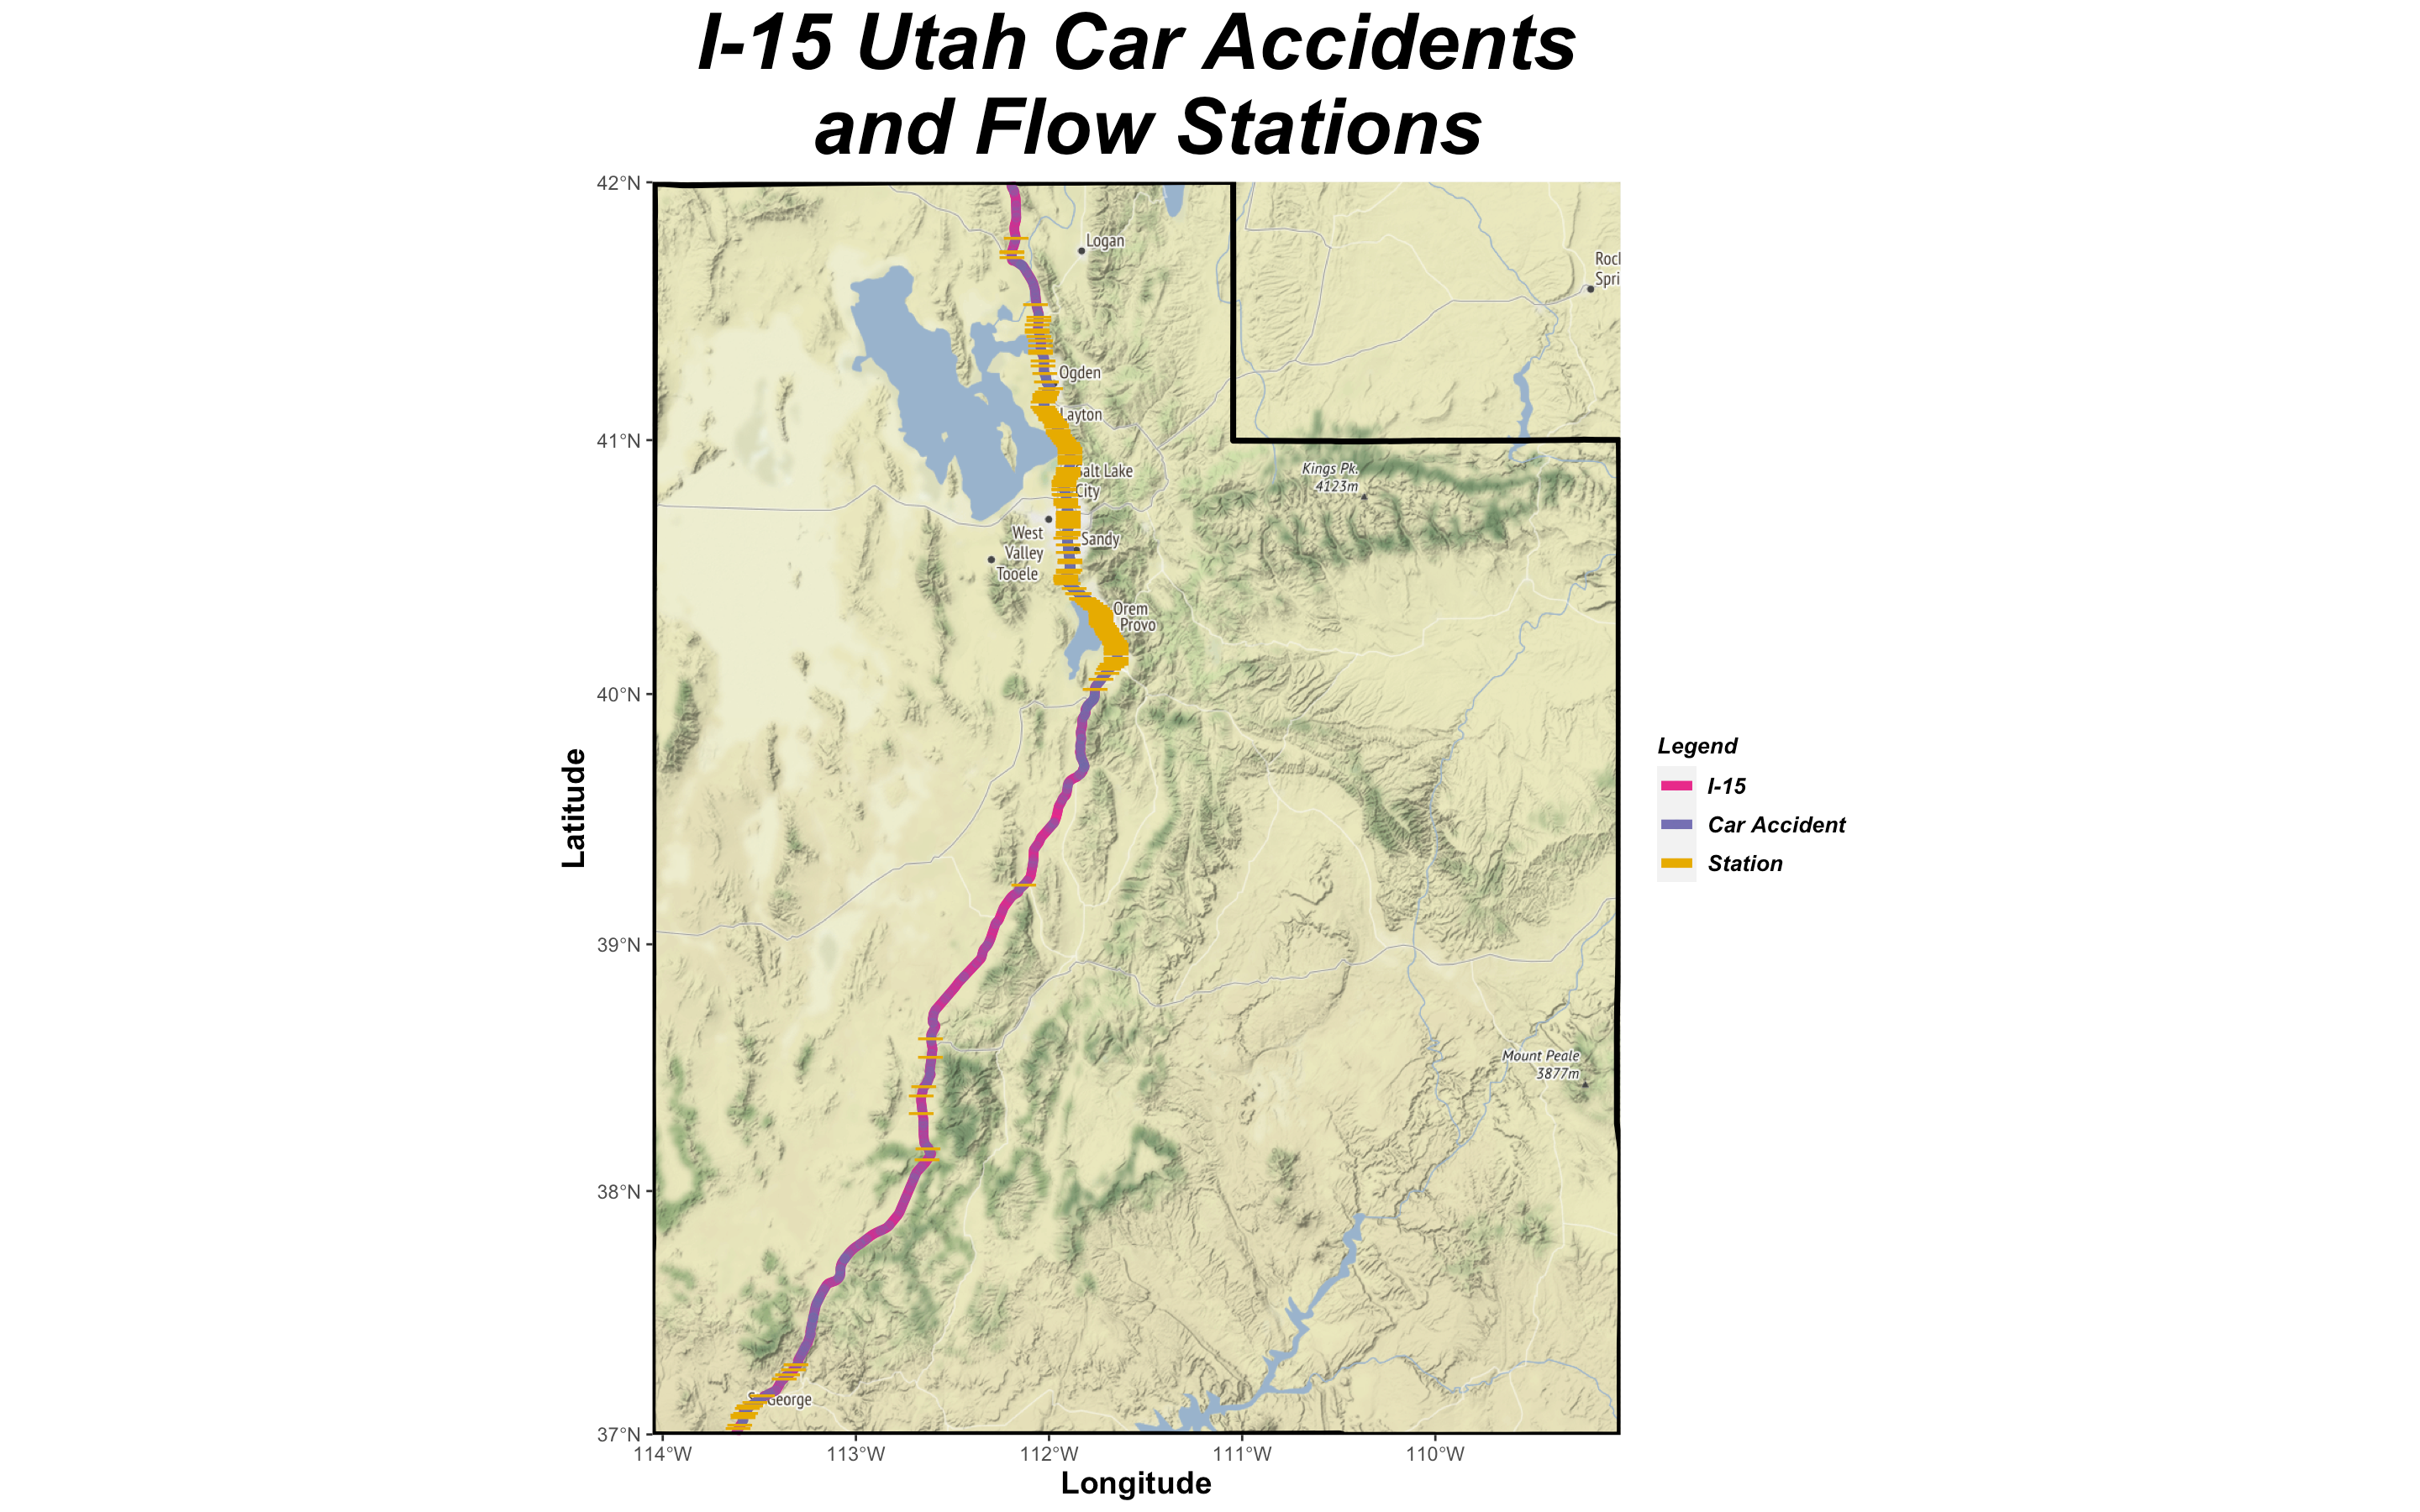 I-15 Utah Car Accidents
and Flow Stations
42°N
41°N
40°N
39°N
38°N
37°N
114°W
113°W
112°W
111°W
110°W
Latitude
Longitude
Logan
Ogden
Layton
Salt Lake
City
West
Valley
Sandy
Tooele
Orem
Provo
Kings Pk.
4123m
Mount Peale
3877m
George
Spri
Legend
I-15
Car Accident
Station